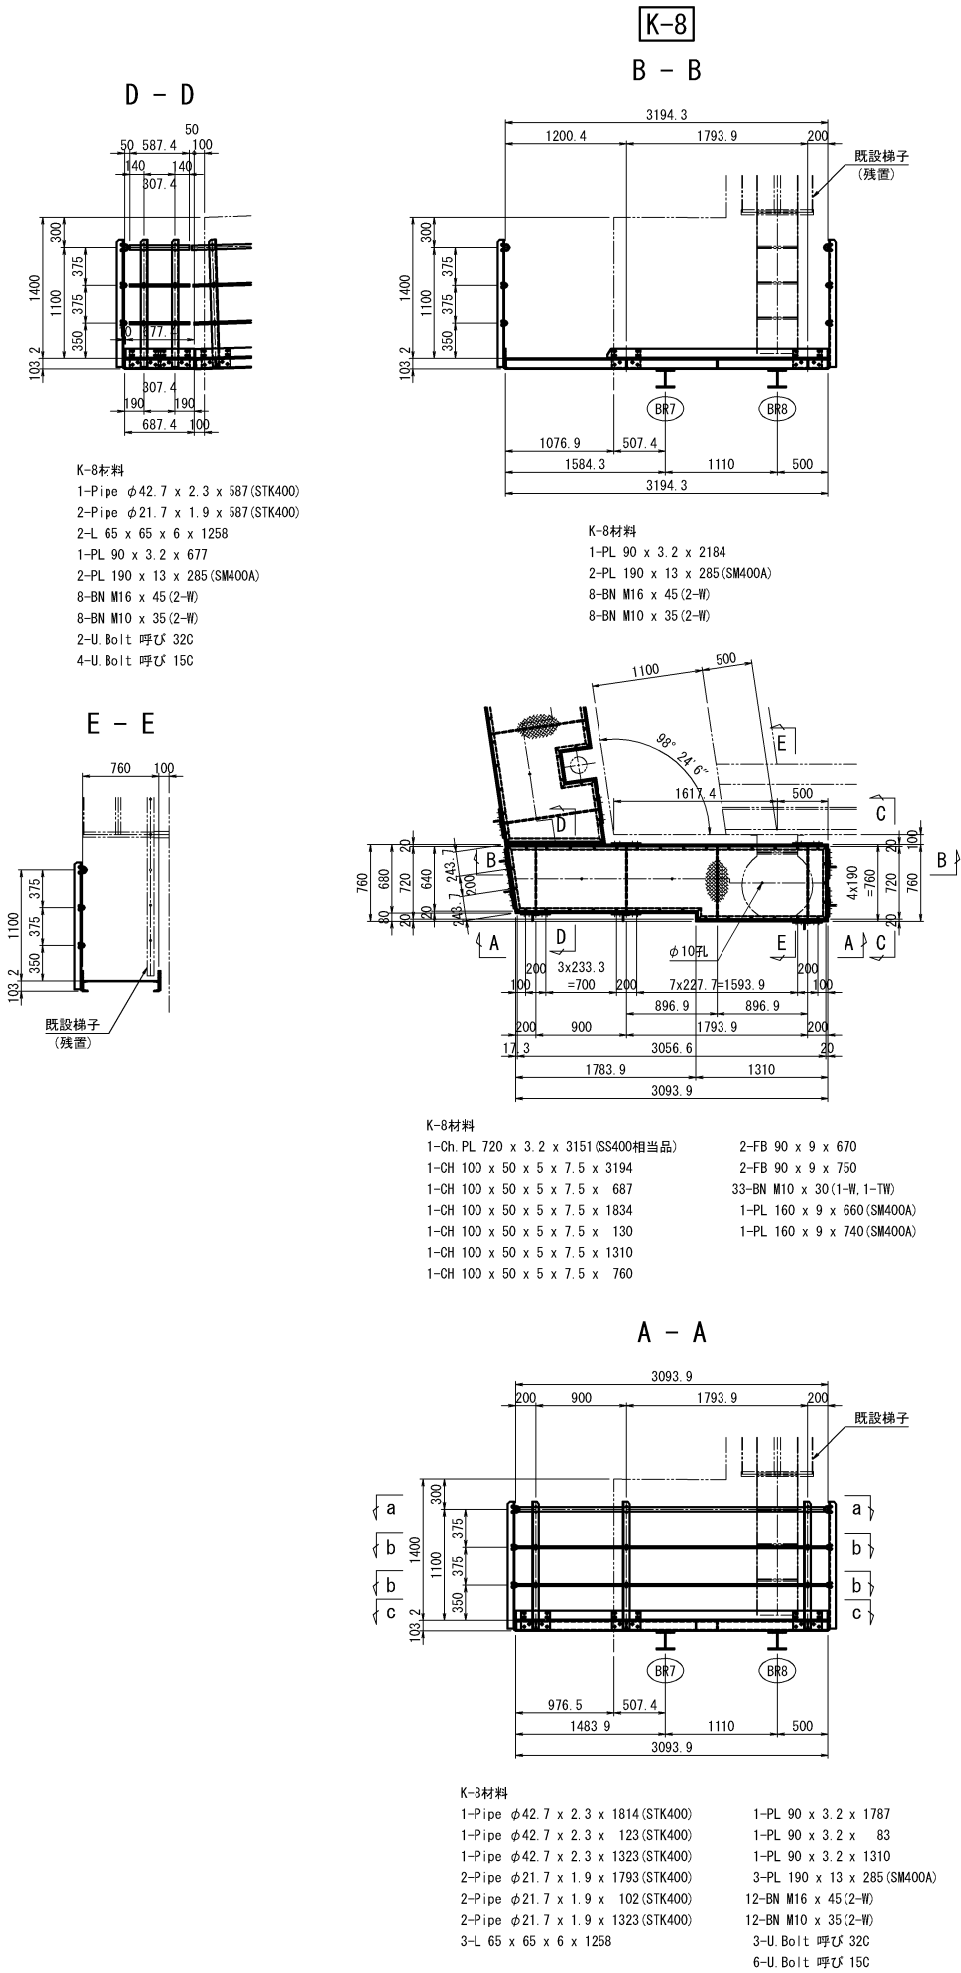 K-8
B - B
3194.3
1200.4
1793.9
200
既設梯子
(残置)
300
375
375
350
1400
1100
103.2
BR7
BR8
1076.9
507.4
1584.3
1110
500
3194.3
D - D
50
50
587.4
100
140
140
307.4
300
375
375
350
1400
1100
103.2
307.4
190
190
687.4
100
K-8材料
1-Pipe φ42.7 x 2.3 x 587(STK400)
2-Pipe φ21.7 x 1.9 x 587(STK400)
2-L 65 x 65 x 6 x 1258
1-PL 90 x 3.2 x 677
2-PL 190 x 13 x 285(SM400A)
8-BN M16 x 45(2-W)
8-BN M10 x 35(2-W)
2-U.Bolt 呼び 32C
4-U.Bolt 呼び 15C
K-8材料
1-PL 90 x 3.2 x 2184
2-PL 190 x 13 x 285(SM400A)
8-BN M16 x 45(2-W)
8-BN M10 x 35(2-W)
E - E
760
100
375
375
350
1100
103.2
既設梯子
(残置)
1100
500
98° 24'6"
E
1617.4
500
D
C
100
B
B
20
243.7
200
243.7
760
680
720
640
80
20
20
4x190
=760
720
760
20
A
D
φ10孔
E
A
C
200
3x233.3
200
100
=700
200
7x227.7=1593.9
100
896.9
896.9
200
900
1793.9
200
17.3
3056.6
20
1783.9
1310
3093.9
K-8材料
1-Ch.PL 720 x 3.2 x 3151(SS400相当品)
1-CH 100 x 50 x 5 x 7.5 x 3194
1-CH 100 x 50 x 5 x 7.5 x 687
1-CH 100 x 50 x 5 x 7.5 x 1834
1-CH 100 x 50 x 5 x 7.5 x 130
1-CH 100 x 50 x 5 x 7.5 x 1310
1-CH 100 x 50 x 5 x 7.5 x 760
2-FB 90 x 9 x 670
2-FB 90 x 9 x 750
33-BN M10 x 30(1-W,1-TW)
1-PL 160 x 9 x 660(SM400A)
1-PL 160 x 9 x 740(SM400A)
A - A
3093.9
200
900
1793.9
200
既設梯子
300
375
375
350
1400
1100
103.2
a
a
b
b
b
b
c
c
BR7
BR8
976.5
507.4
1483.9
1110
500
3093.9
K-8材料
1-Pipe φ42.7 x 2.3 x 1814(STK400)
1-Pipe φ42.7 x 2.3 x 123(STK400)
1-Pipe φ42.7 x 2.3 x 1323(STK400)
2-Pipe φ21.7 x 1.9 x 1793(STK400)
2-Pipe φ21.7 x 1.9 x 102(STK400)
2-Pipe φ21.7 x 1.9 x 1323(STK400)
3-L 65 x 65 x 6 x 1258
1-PL 90 x 3.2 x 1787
1-PL 90 x 3.2 x 83
1-PL 90 x 3.2 x 1310
3-PL 190 x 13 x 285(SM400A)
12-BN M16 x 45(2-W)
12-BN M10 x 35(2-W)
3-U.Bolt 呼び 32C
6-U.Bolt 呼び 15C